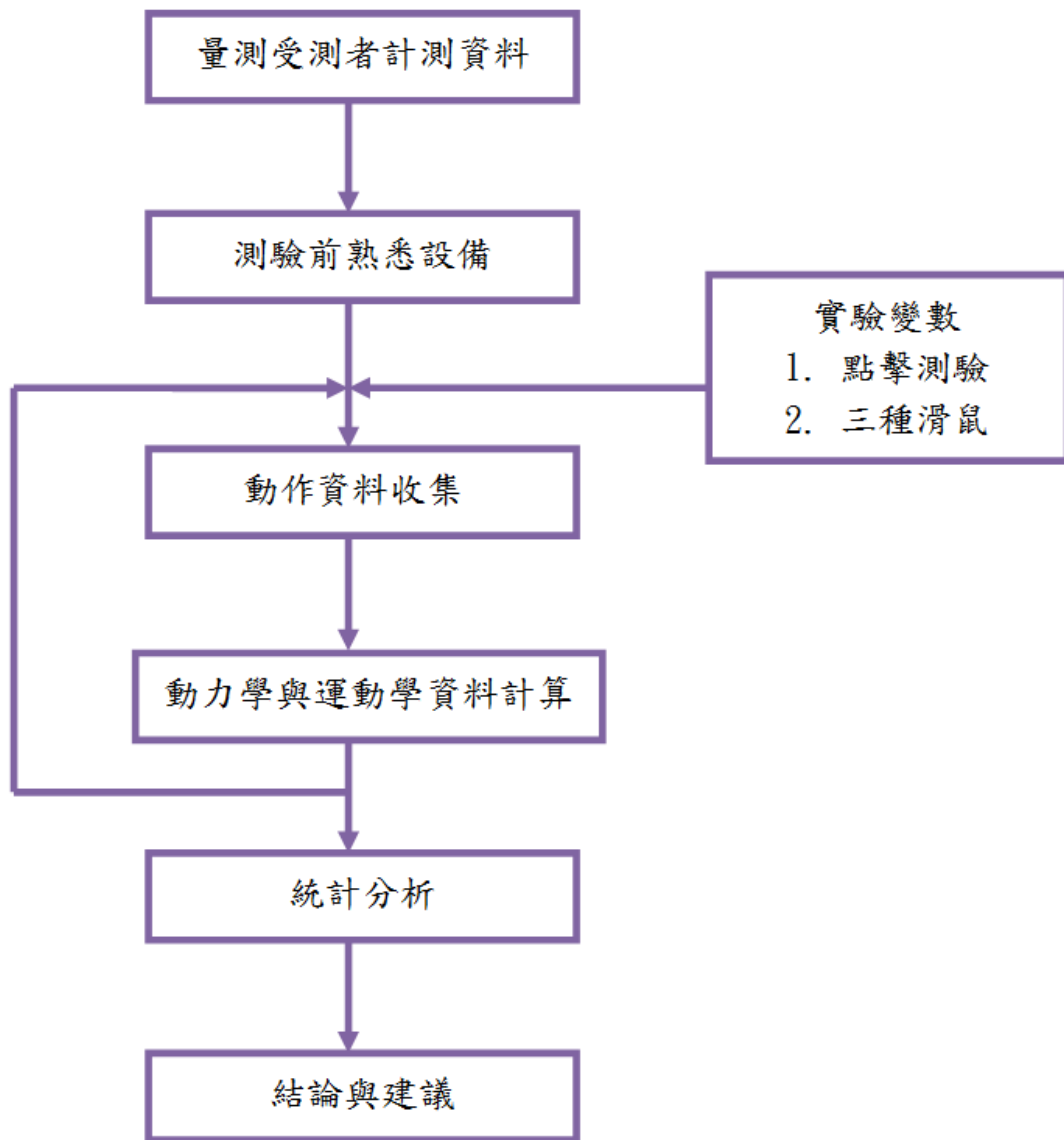 量測受測者計測資料
測驗前熟悉設備
實驗變數
1. 點擊測驗
2. 三種滑鼠
動作資料收集
動力學與運動學資料計算
統計分析
結論與建議